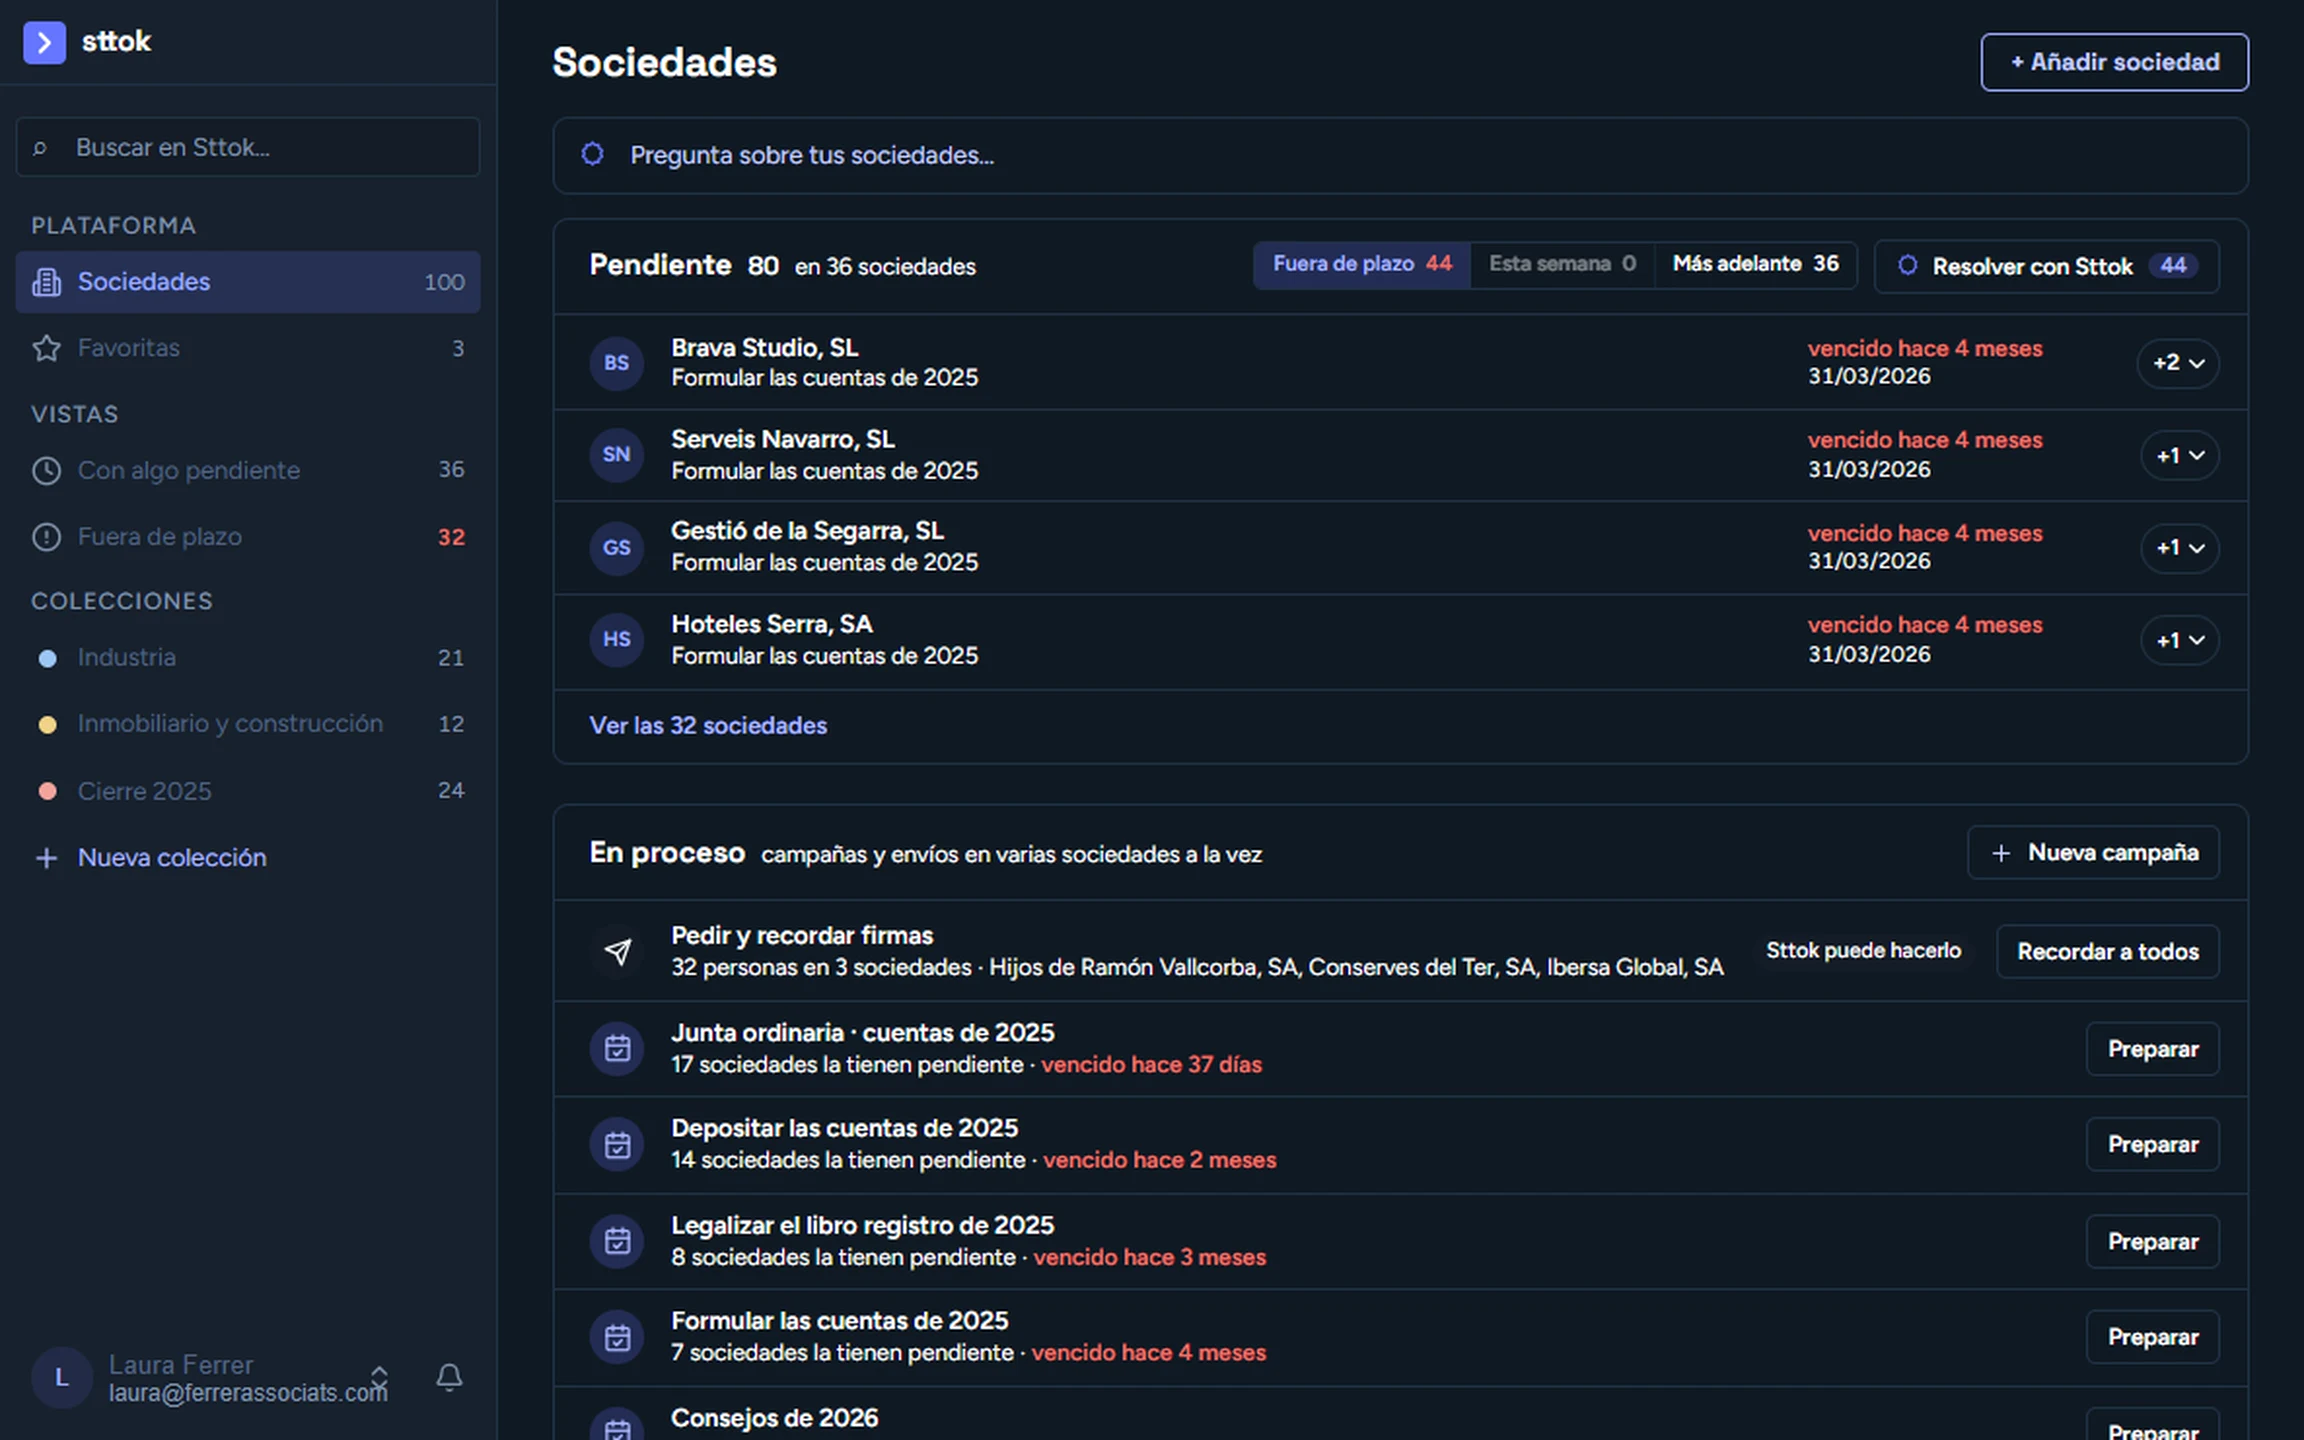 sttok
Buscar en Sttok...
PLATAFORMA
Sociedades 100
Favoritas 3
VISTAS
Con algo pendiente 36
Fuera de plazo 32
COLECCIONES
Industria 21
Inmobiliario y construcción 12
Cierre 2025 24
+ Nueva colección
L
Laura Ferrer
laura@ferrerassociats.com
Sociedades
+ Añadir sociedad
Pregunta sobre tus sociedades...
Pendiente 80 en 36 sociedades
Fuera de plazo 44 Esta semana 0 Más adelante 36
Resolver con Sttok 44
BS
Brava Studio, SL
Formular las cuentas de 2025
vencido hace 4 meses
31/03/2026
+2
SN
Serveis Navarro, SL
Formular las cuentas de 2025
vencido hace 4 meses
31/03/2026
+1
GS
Gestió de la Segarra, SL
Formular las cuentas de 2025
vencido hace 4 meses
31/03/2026
+1
HS
Hoteles Serra, SA
Formular las cuentas de 2025
vencido hace 4 meses
31/03/2026
+1
Ver las 32 sociedades
En proceso campañas y envíos en varias sociedades a la vez
+ Nueva campaña
Pedir y recordar firmas
32 personas en 3 sociedades · Hijos de Ramón Vallcorba, SA, Conserves del Ter, SA, Ibersa Global, SA
Sttok puede hacerlo
Recordar a todos
Junta ordinaria · cuentas de 2025
17 sociedades la tienen pendiente · vencido hace 37 días
Preparar
Depositar las cuentas de 2025
14 sociedades la tienen pendiente · vencido hace 2 meses
Preparar
Legalizar el libro registro de 2025
8 sociedades la tienen pendiente · vencido hace 3 meses
Preparar
Formular las cuentas de 2025
7 sociedades la tienen pendiente · vencido hace 4 meses
Preparar
Consejos de 2026
Preparar